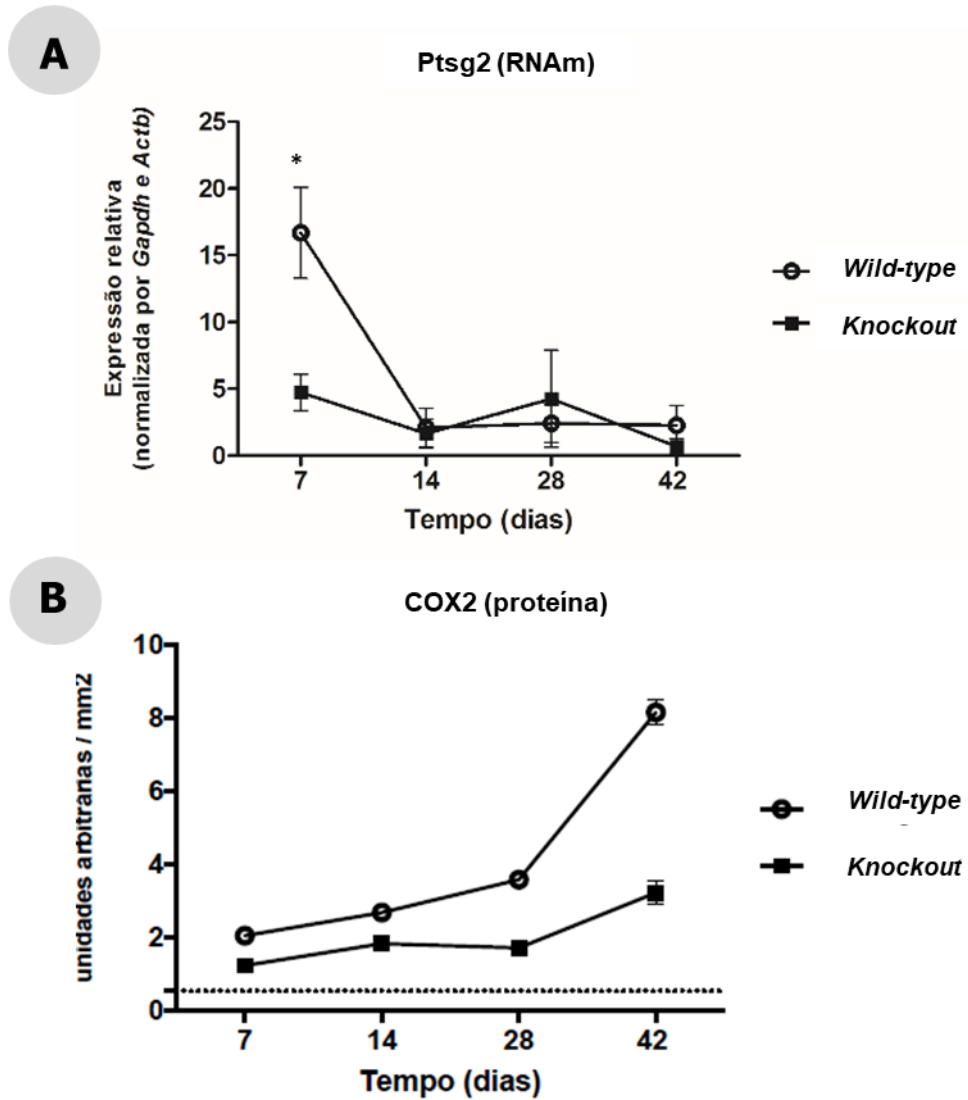 A
Ptsg2 (RNAm)
Expressão relativa
(normalizada por Gapdh e Actb)
25
20
15
10
5
0
*
7
14
28
42
Tempo (dias)
Wild-type
Knockout
B
COX2 (proteína)
unidades arbitranas / mm2
10
8
6
4
2
0
7
14
28
42
Tempo (dias)
Wild-type
Knockout